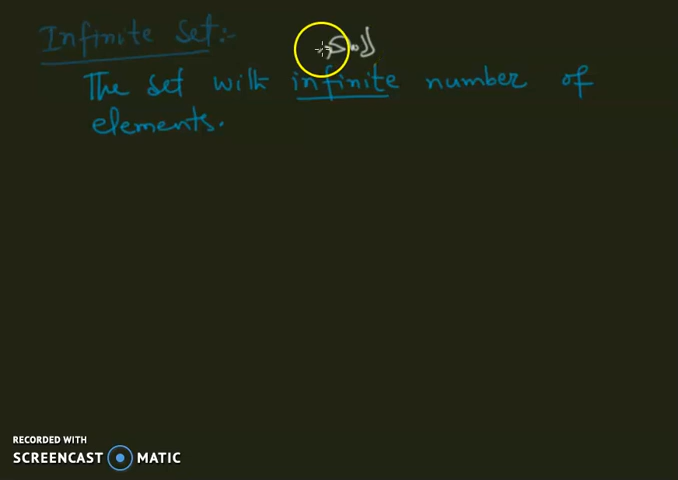 Infinite Set:-
The set with infinite number of
elements.
RECORDED WITH
SCREENCAST MATIC